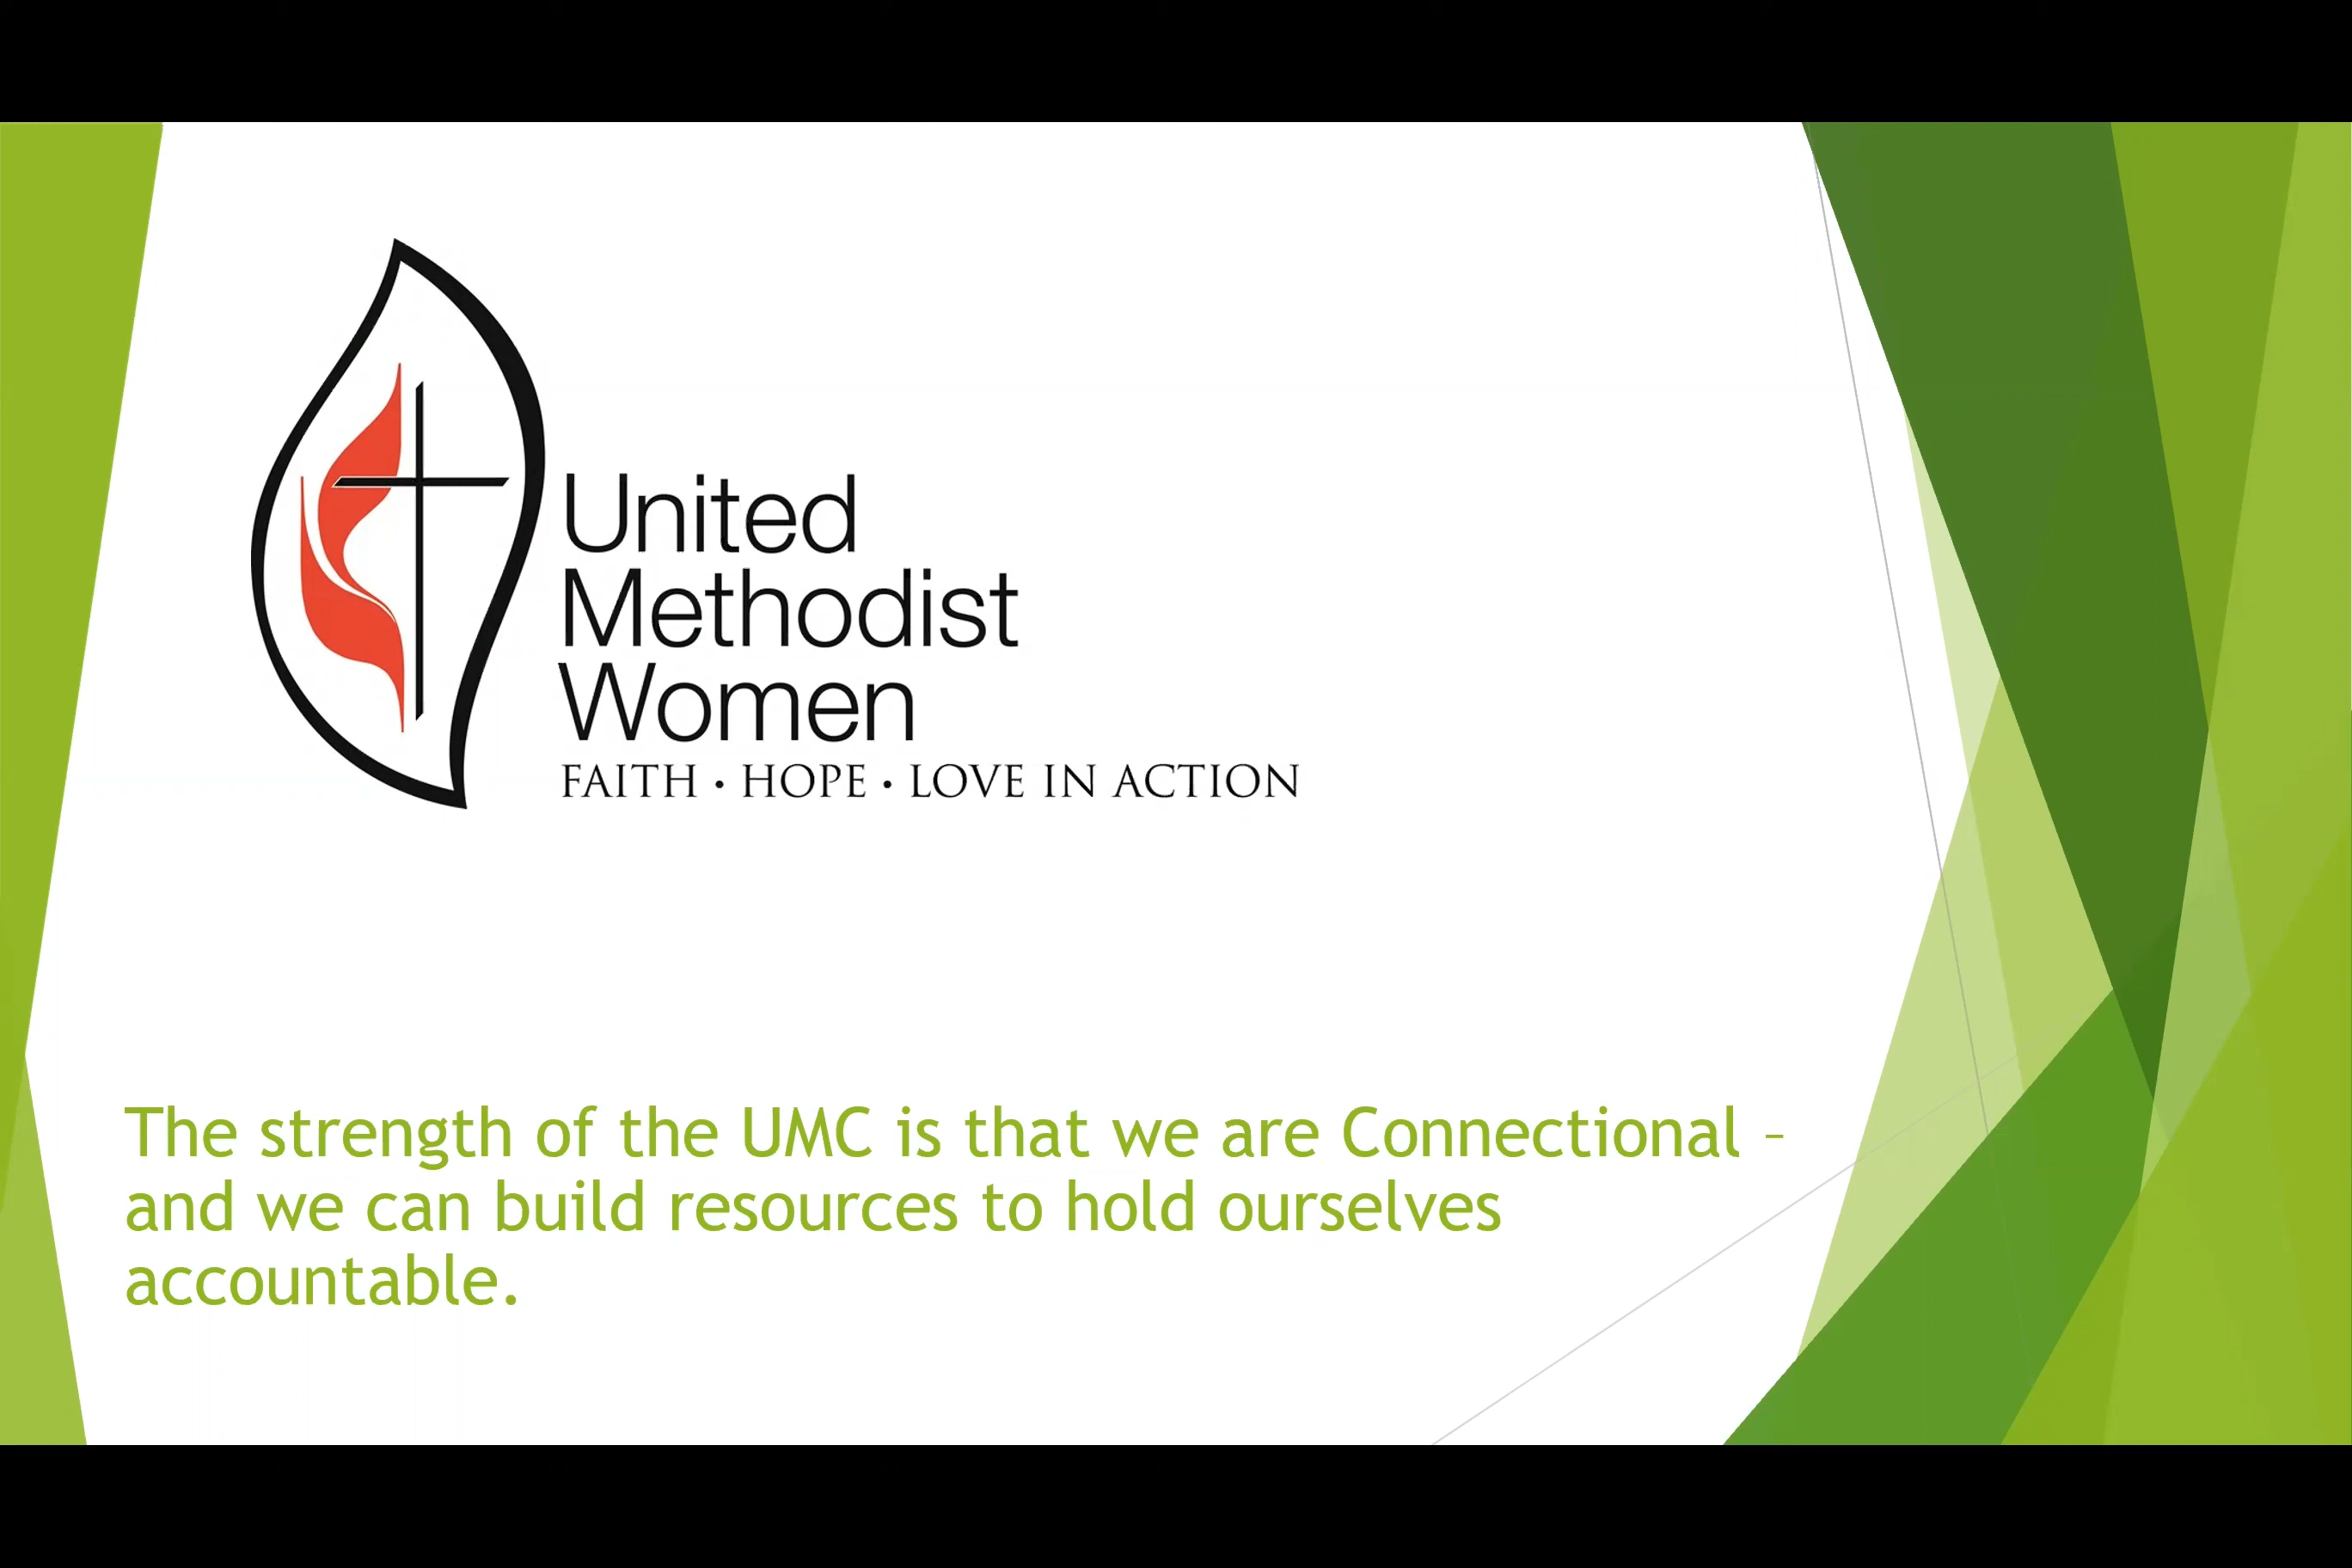 United
Methodist
Women
FAITH • HOPE • LOVE IN ACTION
The strength of the UMC is that we are Connectional –
and we can build resources to hold ourselves
accountable.